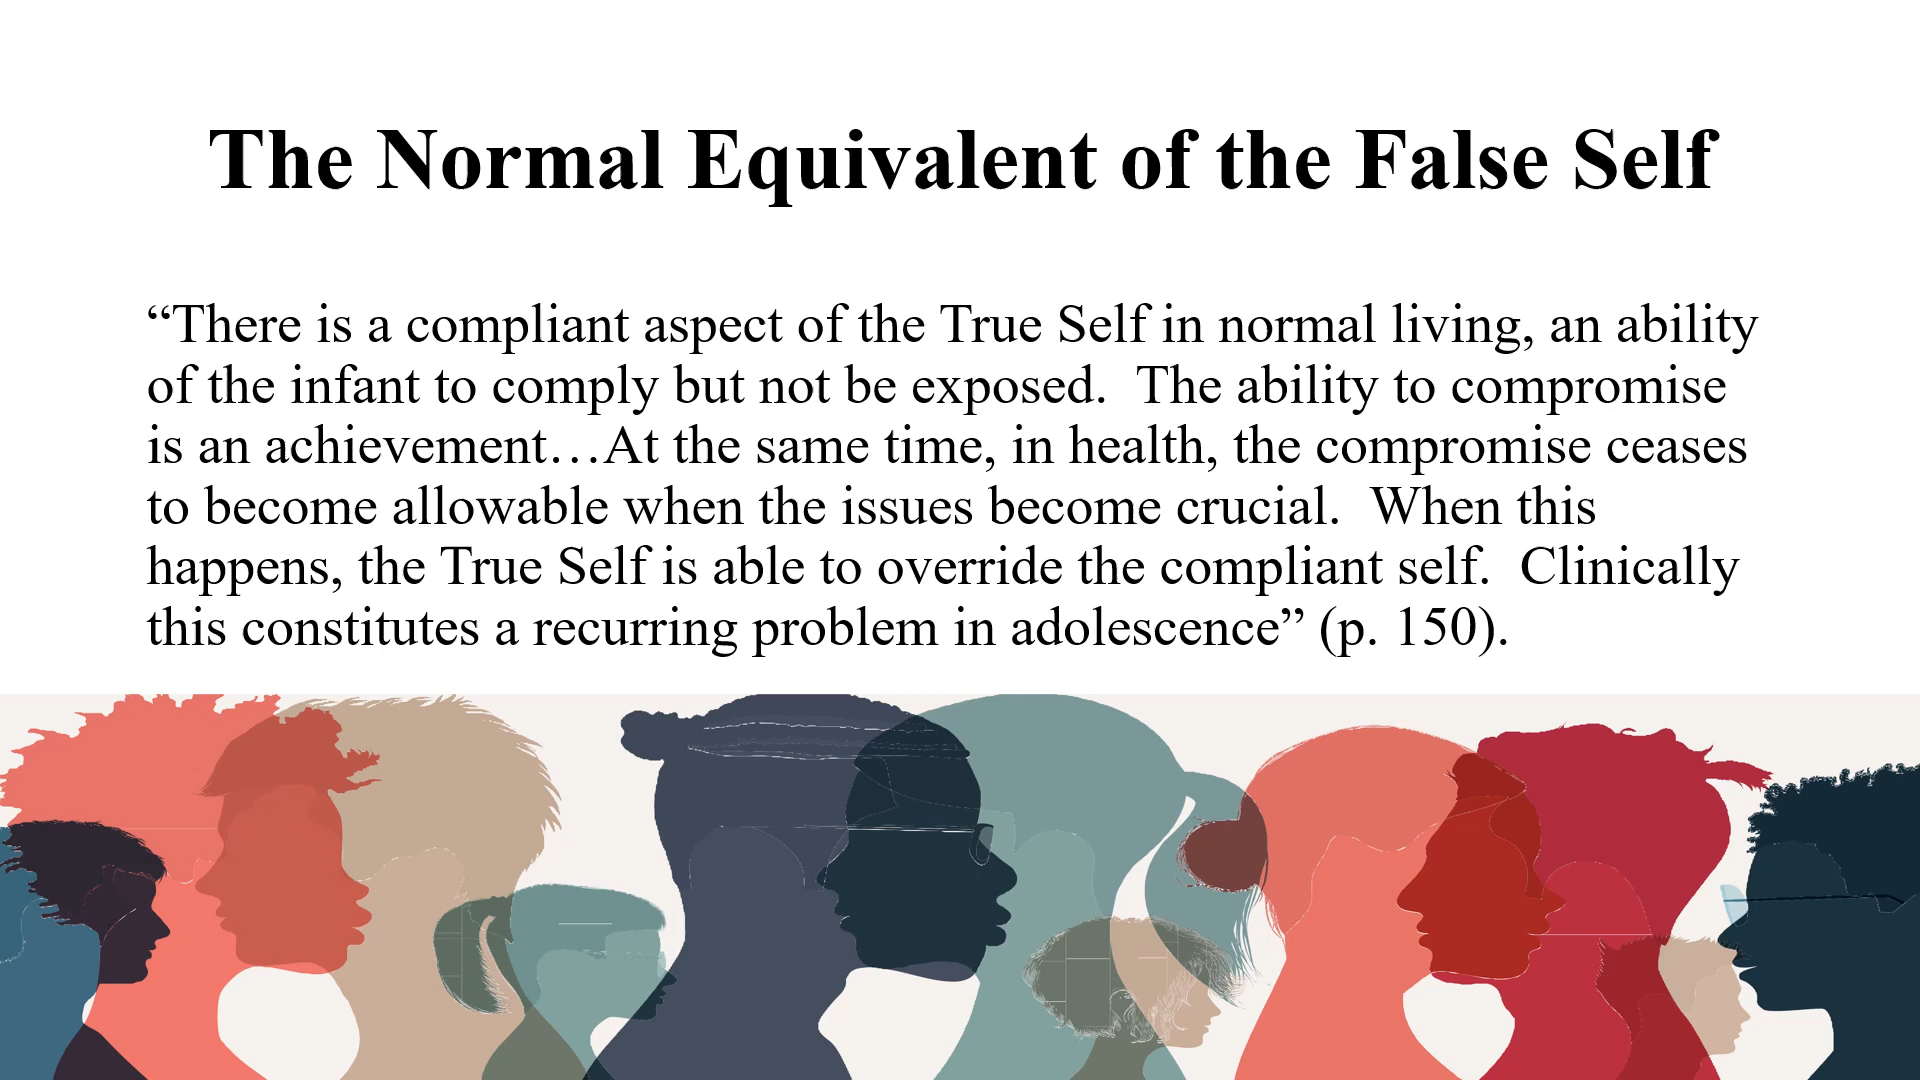 The Normal Equivalent of the False Self
“There is a compliant aspect of the True Self in normal living, an ability
of the infant to comply but not be exposed.  The ability to compromise
is an achievement…At the same time, in health, the compromise ceases
to become allowable when the issues become crucial.  When this
happens, the True Self is able to override the compliant self.  Clinically
this constitutes a recurring problem in adolescence” (p. 150).